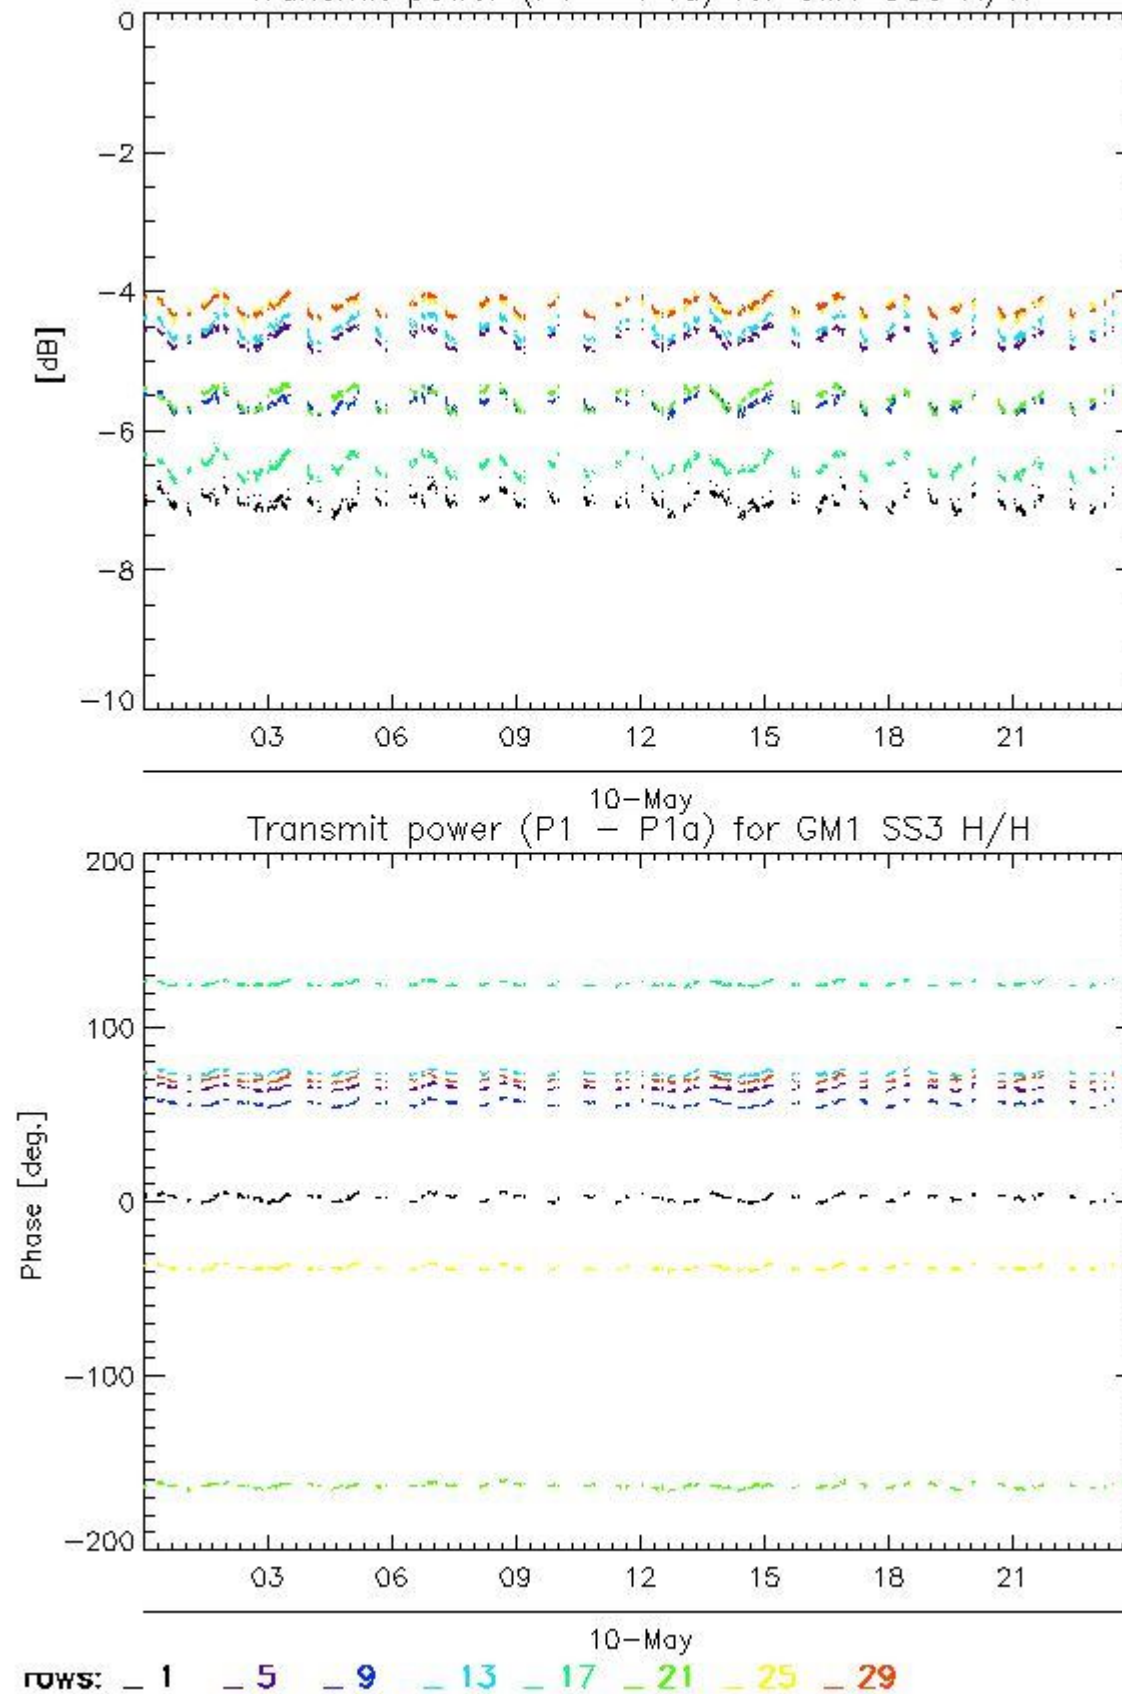 0
-2
-4
-6
-8
-10
[dB]
03 06 09 12 15 18 21
10-May
Transmit power (P1 - P1a) for GM1 SS3 H/H
200
100
0
-100
-200
Phase [deg.]
03 06 09 12 15 18 21
10-May
rows: _ 1 _ 5 _ 9 _ 13 _ 17 _ 21 _ 25 _ 29